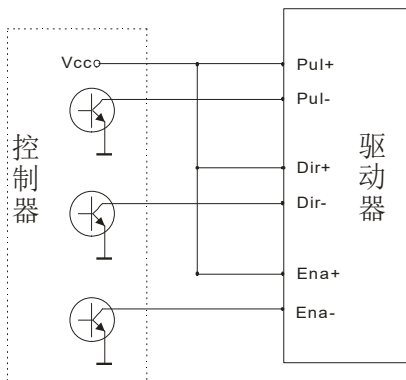 Vcc
Pul+
Pul-
控制器
Dir+
驱动器
Dir-
Ena+
Ena-